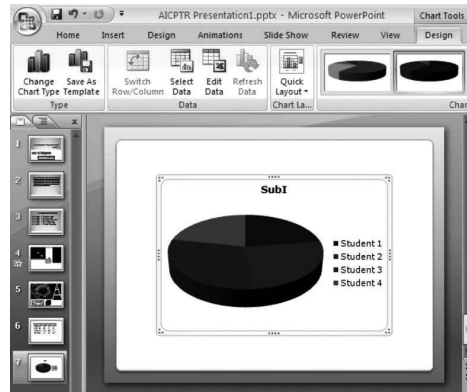 AICPTR Presentation1.pptx - Microsoft PowerPoint
Chart Tools
Home Insert Design Animations Slide Show Review View Design
Change Chart Type
Save As Template
Switch Row/Column
Select Data
Edit Data
Refresh Data
Quick Layout
Type
Data
Chart La...
Char
1
2
3
4
5
6
7
SubI
Student 1
Student 2
Student 3
Student 4